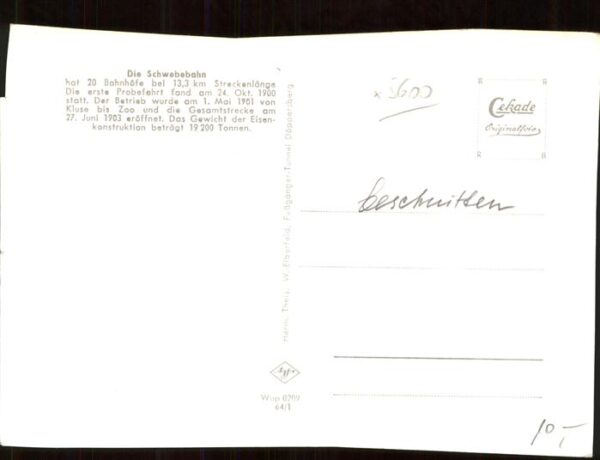 Die Schwebebahn
hat 20 Bahnhöfe bei 13,3 km Streckenlänge
Die erste Probefahrt fand am 24. Okt. 1900
statt. Der Betrieb wurde am 1. Mai 1901 von
Kluse bis Zoo und die Gesamtstrecke am
27. Juni 1903 eröffnet. Das Gewicht der Eisen-
konstruktion beträgt 19 200 Tonnen.
Herm. W.-Elberfeld, Fußgänger-Tunnel Döppersberg
Wup 0209
64/1
5600
Cekade
Originalfoto
R R
R R
beschnitten
10,-